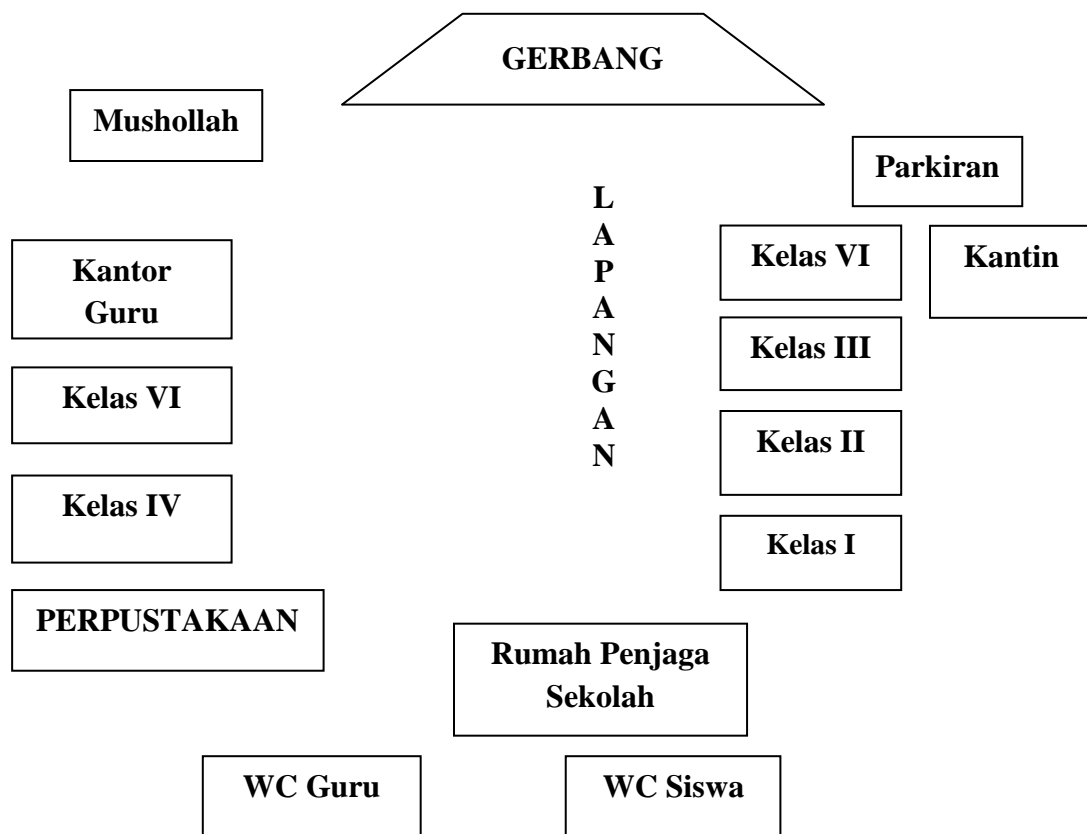 GERBANG
Mushollah
Parkiran
L
A
P
A
N
G
A
N
Kantor
Guru
Kelas VI
Kantin
Kelas VI
Kelas III
Kelas IV
Kelas II
Kelas I
PERPUSTAKAAN
Rumah Penjaga
Sekolah
WC Guru
WC Siswa